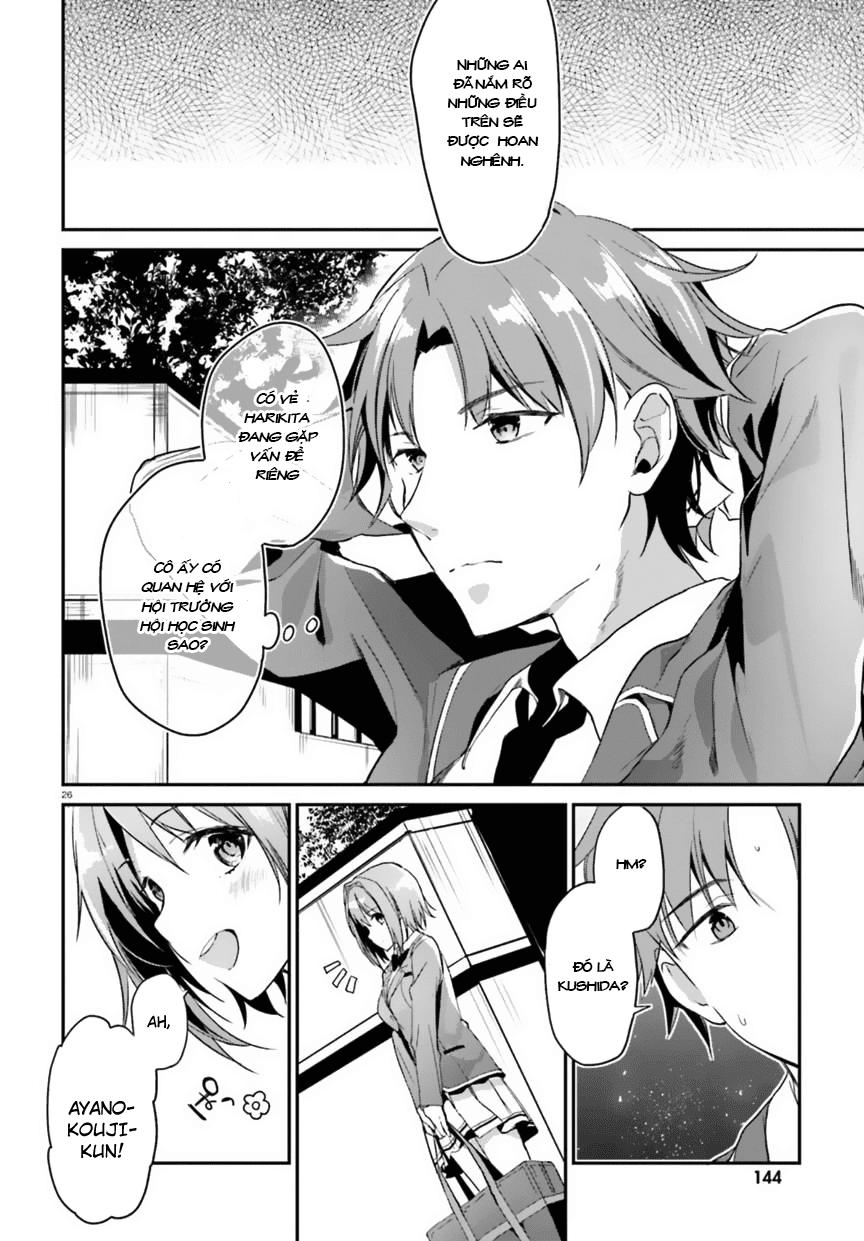 NHỮNG AI
ĐÃ NẮM RÕ
NHỮNG ĐIỀU
TRÊN SẼ
ĐƯỢC HOAN
NGHÊNH.
CÓ VẺ
HARIKITA
ĐANG GẶP
VẤN ĐỀ
RIÊNG
CÔ ẤY CÓ
QUAN HỆ VỚI
HỘI TRƯỞNG
HỘI HỌC SINH
SAO?
26
HM?
ĐÓ LÀ
KUSHIDA?
AH,
AYANO-
KOUJI-
KUN!
144